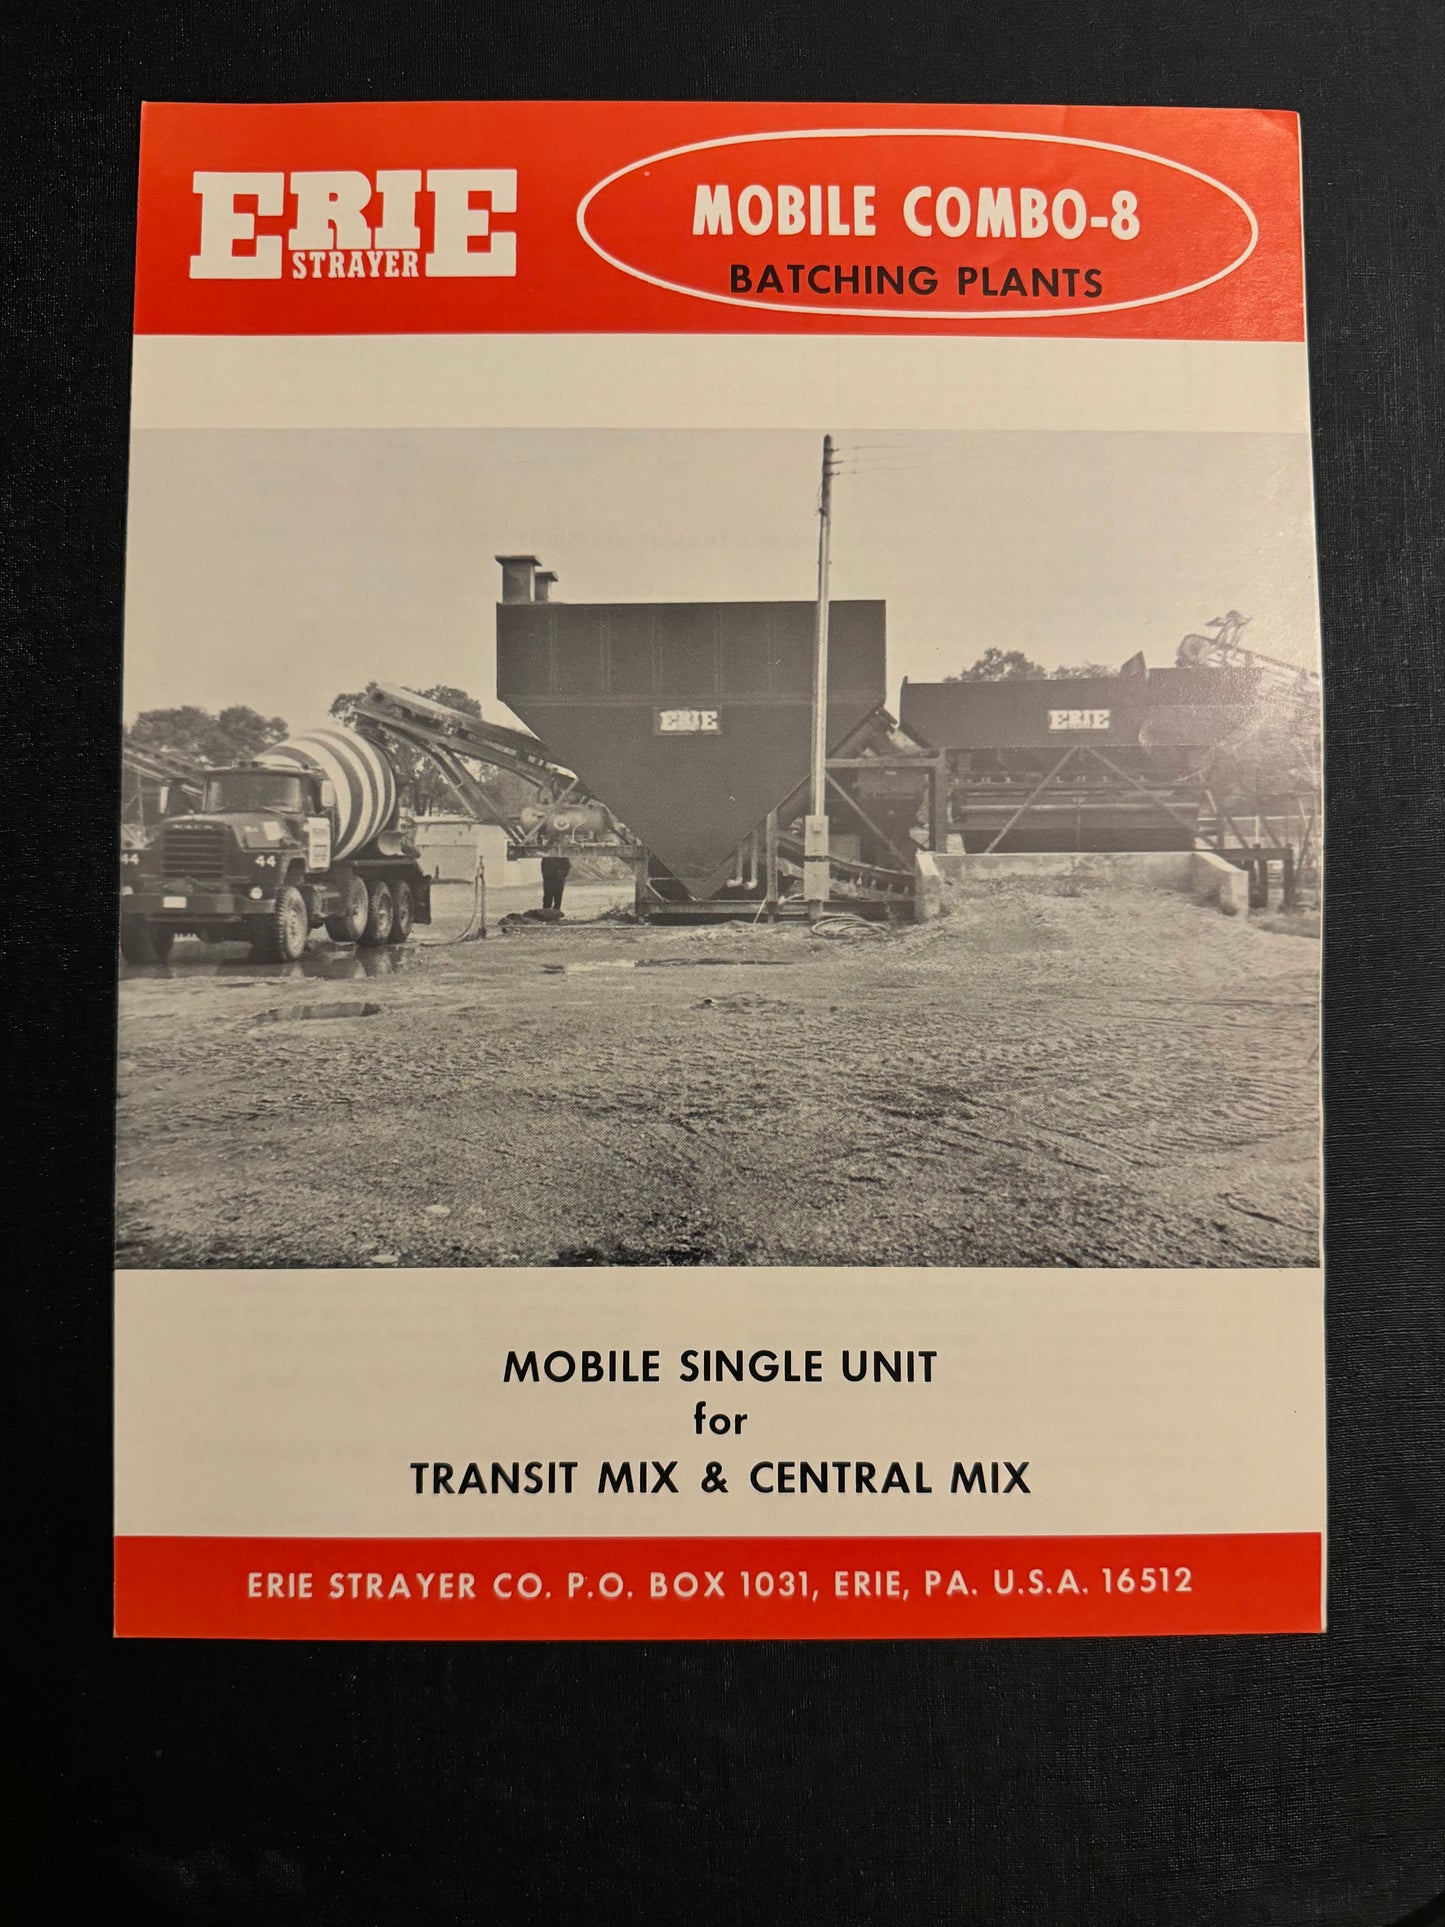 ERIE
STRAYER
MOBILE COMBO-8
BATCHING PLANTS
ERIE
ERIE
44
44
MOBILE SINGLE UNIT
for
TRANSIT MIX & CENTRAL MIX
ERIE STRAYER CO. P.O. BOX 1031, ERIE, PA. U.S.A. 16512